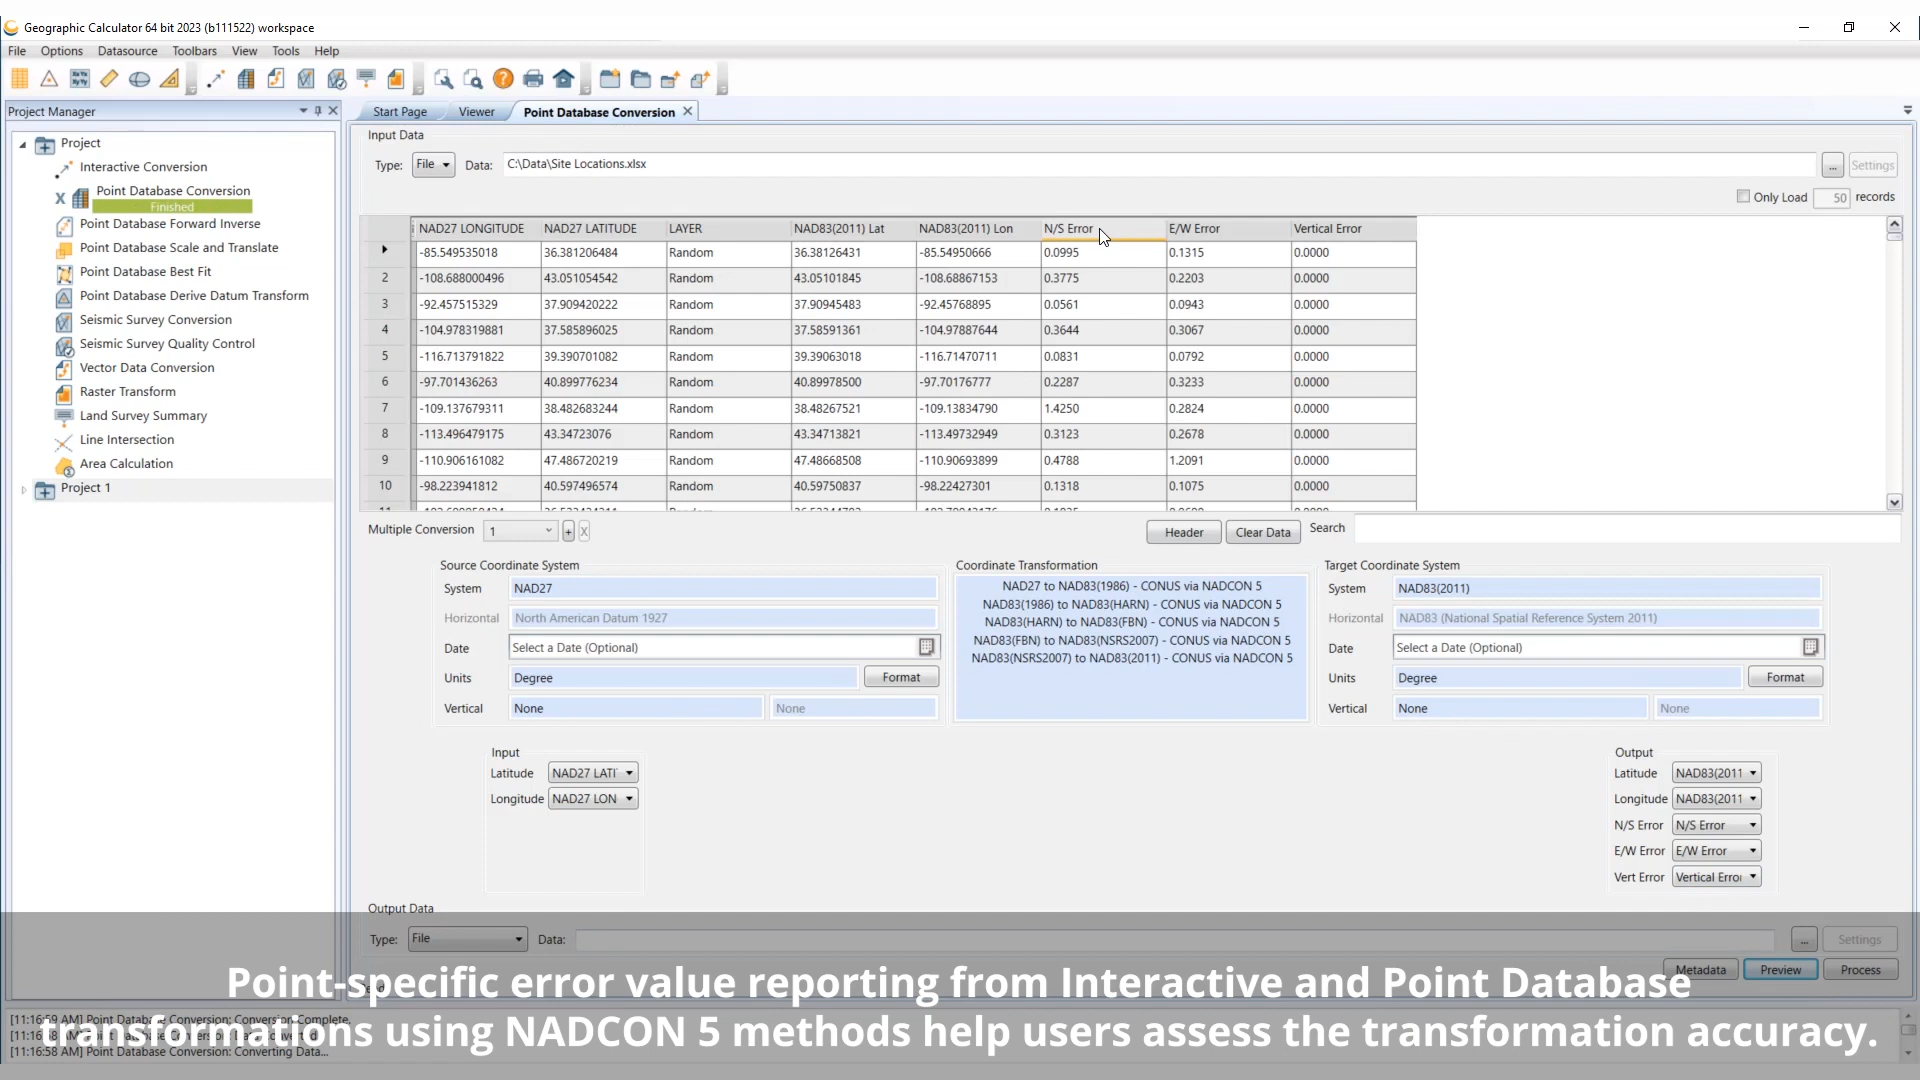 Geographic Calculator 64 bit 2023 (b111522) workspace
File Options Datasource Toolbars View Tools Help
Project Manager
Start Page Viewer Point Database Conversion
Project
Interactive Conversion
X Point Database Conversion
Finished
Point Database Forward Inverse
Point Database Scale and Translate
Point Database Best Fit
Point Database Derive Datum Transform
Seismic Survey Conversion
Seismic Survey Quality Control
Vector Data Conversion
Raster Transform
Land Survey Summary
Line Intersection
Area Calculation
Project 1
Input Data
Type: File Data: C:\Data\Site Locations.xlsx ... Settings
Only Load 50 records
NAD27 LONGITUDE NAD27 LATITUDE LAYER NAD83(2011) Lat NAD83(2011) Lon N/S Error E/W Error Vertical Error
-85.549535018 36.381206484 Random 36.38126431 -85.54950666 0.0995 0.1315 0.0000
2 -108.688000496 43.051054542 Random 43.05101845 -108.68867153 0.3775 0.2203 0.0000
3 -92.457515329 37.909420222 Random 37.90945483 -92.45768895 0.0561 0.0943 0.0000
4 -104.978319881 37.585896025 Random 37.58591361 -104.97887644 0.3644 0.3067 0.0000
5 -116.713791822 39.390701082 Random 39.39063018 -116.71470711 0.0831 0.0792 0.0000
6 -97.701436263 40.899776234 Random 40.89978500 -97.70176777 0.2287 0.3233 0.0000
7 -109.137679311 38.482683244 Random 38.48267521 -109.13834790 1.4250 0.2824 0.0000
8 -113.496479175 43.34723076 Random 43.34713821 -113.49732949 0.3123 0.2678 0.0000
9 -110.906161082 47.486720219 Random 47.48668508 -110.90693899 0.4788 1.2091 0.0000
10 -98.223941812 40.597496574 Random 40.59750837 -98.22427301 0.1318 0.1075 0.0000
Multiple Conversion 1 + X Header Clear Data Search
Source Coordinate System
System NAD27
Horizontal North American Datum 1927
Date Select a Date (Optional)
Units Degree Format
Vertical None None
Coordinate Transformation
NAD27 to NAD83(1986) - CONUS via NADCON 5
NAD83(1986) to NAD83(HARN) - CONUS via NADCON 5
NAD83(HARN) to NAD83(FBN) - CONUS via NADCON 5
NAD83(FBN) to NAD83(NSRS2007) - CONUS via NADCON 5
NAD83(NSRS2007) to NAD83(2011) - CONUS via NADCON 5
Target Coordinate System
System NAD83(2011)
Horizontal NAD83 (National Spatial Reference System 2011)
Date Select a Date (Optional)
Units Degree Format
Vertical None None
Input
Latitude NAD27 LATI
Longitude NAD27 LON
Output
Latitude NAD83(2011
Longitude NAD83(2011
N/S Error N/S Error
E/W Error E/W Error
Vert Error Vertical Erro
Output Data
Type: File Data: ... Settings
Metadata Preview Process
[11:16:59 AM] Point Database Conversion: Conversion Complete.
[11:16:58 AM] Point Database Conversion: Data Converted
[11:16:58 AM] Point Database Conversion: Converting Data...
Point-specific error value reporting from Interactive and Point Database
transformations using NADCON 5 methods help users assess the transformation accuracy.